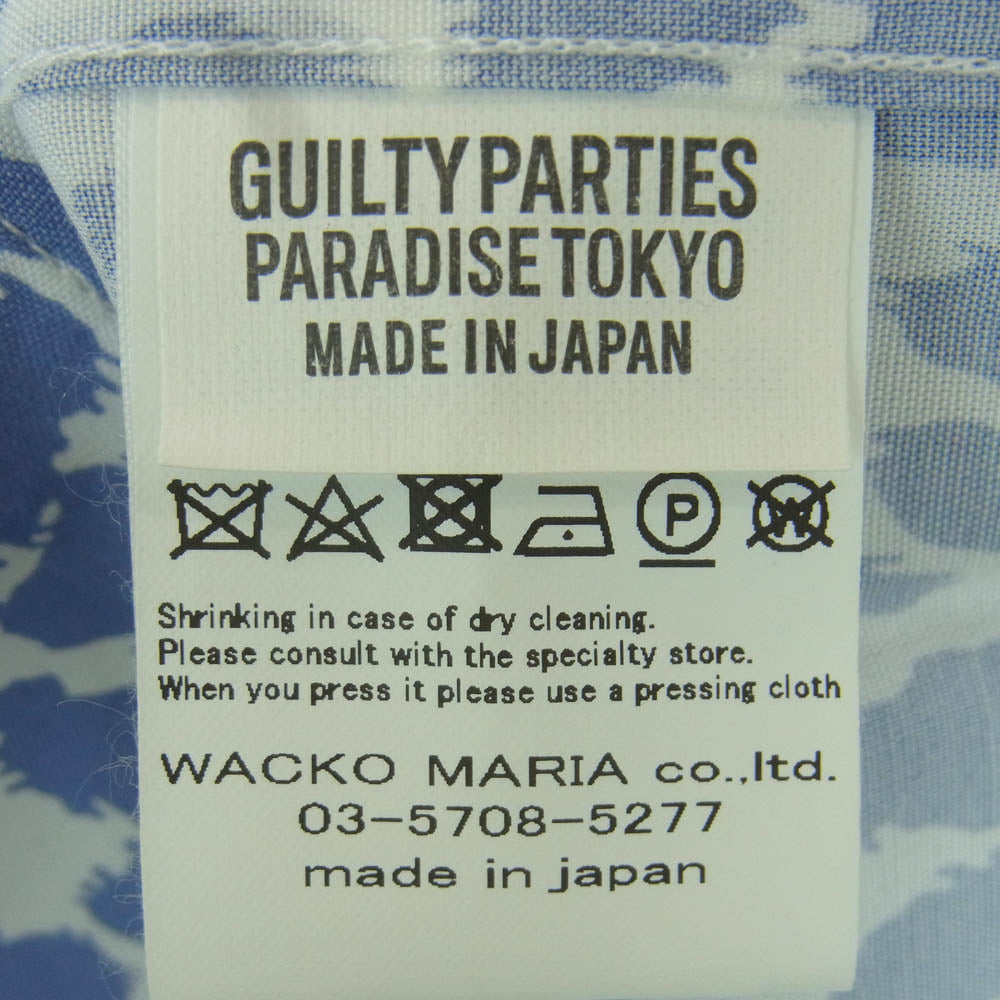 GUILTY PARTIES
PARADISE TOKYO
MADE IN JAPAN
P W
Shrinking in case of dry cleaning.
Please consult with the specialty store.
When you press it please use a pressing cloth
WACKO MARIA co.,ltd.
03-5708-5277
made in japan